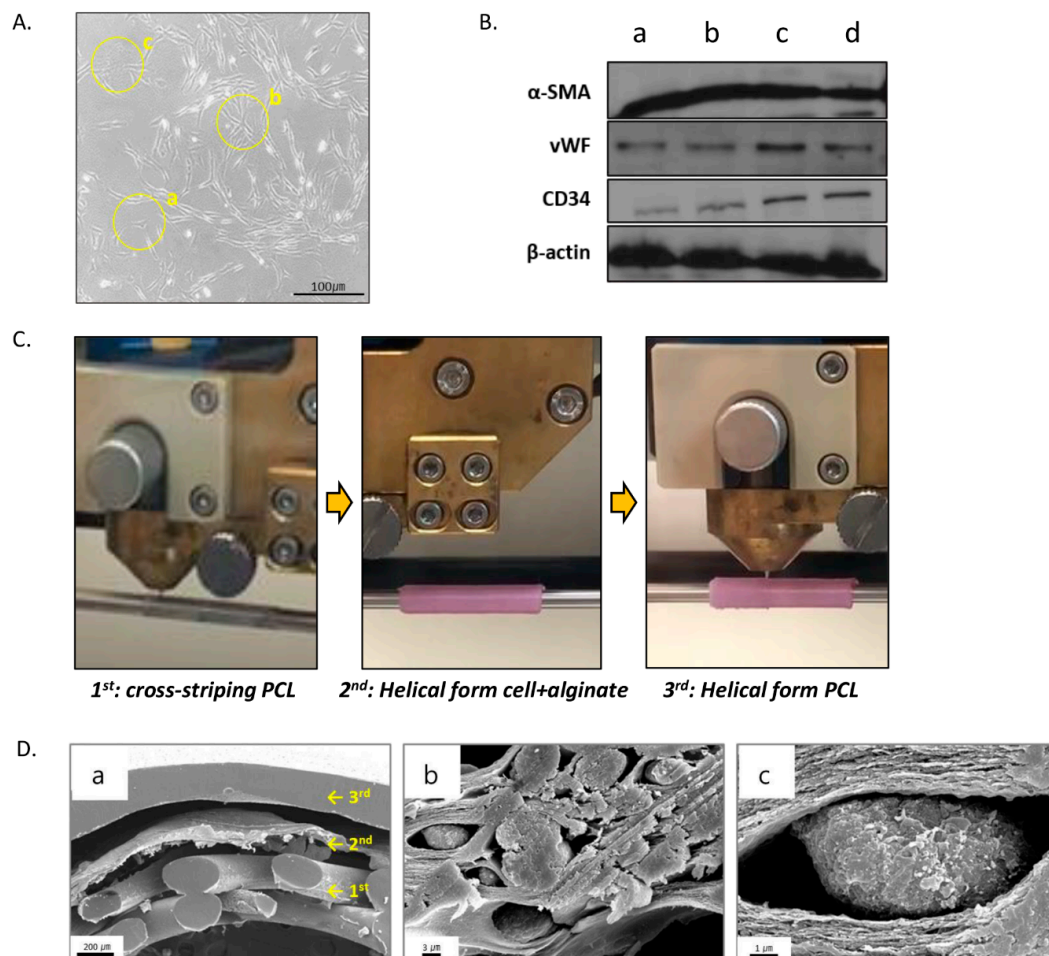 A.
c
b
a
100㎛
B.
a b c d
α-SMA
vWF
CD34
β-actin
C.
1st: cross-striping PCL
2nd: Helical form cell+alginate
3rd: Helical form PCL
D.
a
← 3rd
← 2nd
← 1st
200 ㎛
b
3 ㎛
c
1 ㎛